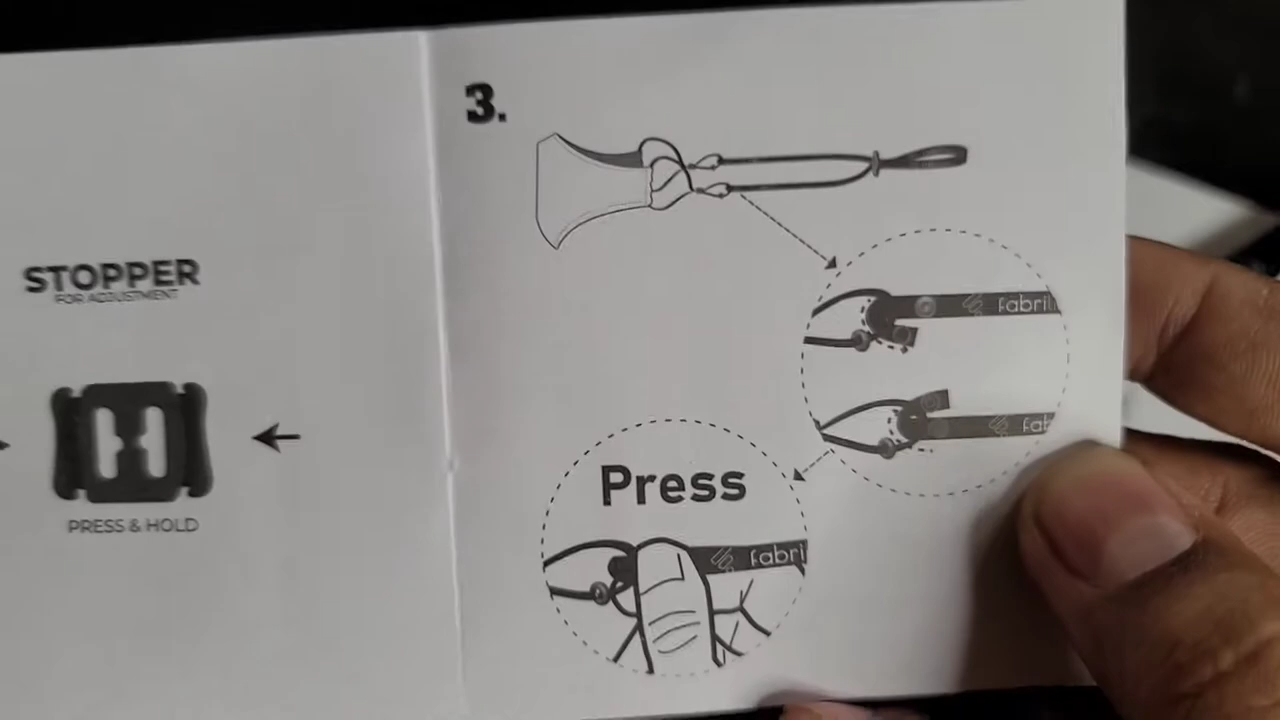 STOPPER
FOR ADJUSTMENT
PRESS & HOLD
3.
fabri
fab
Press
fabri